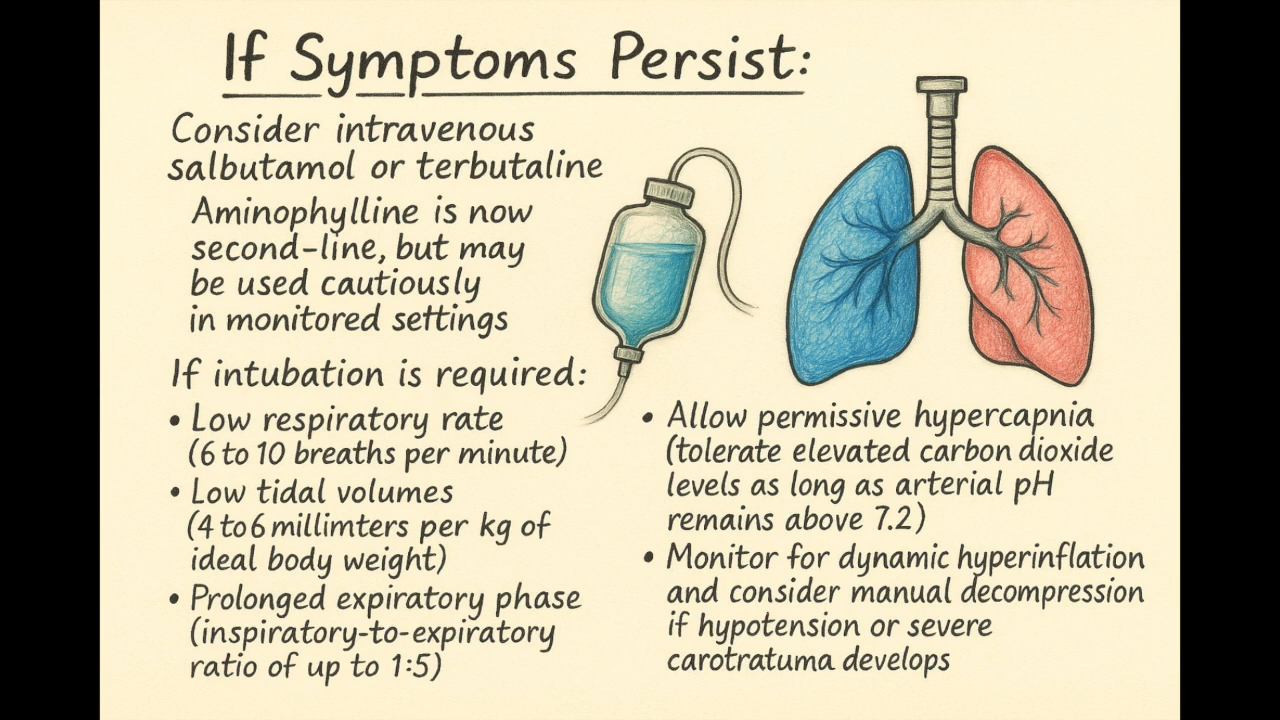 If Symptoms Persist:
Consider intravenous
salbutamol or terbutaline
Aminophylline is now
second-line, but may
be used cautiously
in monitored settings
If intubation is required:
• Low respiratory rate
(6 to 10 breaths per minute)
• Low tidal volumes
(4 to 6 millimters per kg of
ideal body weight)
• Prolonged expiratory phase
(inspiratory-to-expiratory
ratio of up to 1:5)
• Allow permissive hypercapnia
(tolerate elevated carbon dioxide
levels as long as arterial pH
remains above 7.2)
• Monitor for dynamic hyperinflation
and consider manual decompression
if hypotension or severe
carotratuma develops